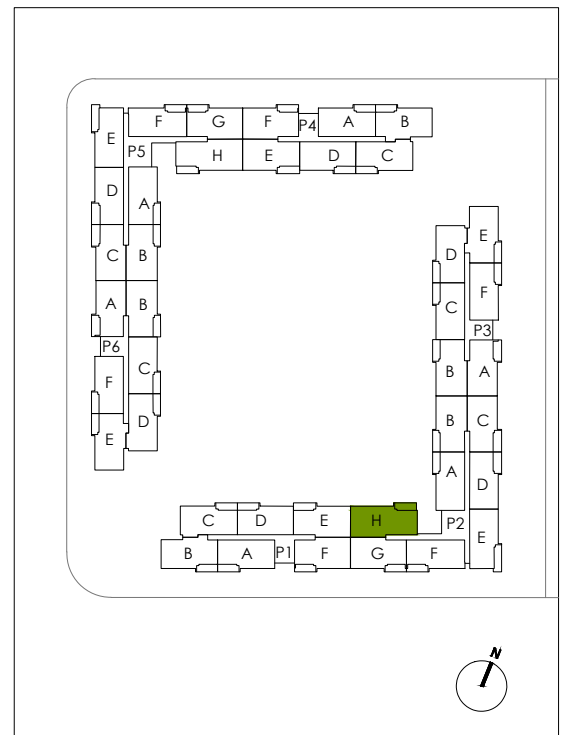 F G F P4 A B
E P5 H E D C
D A
C B
A B
P6
F C
E D
E
D
F
C
P3
B A
B C
A D
C D E H P2
B A P1 F G F E
N